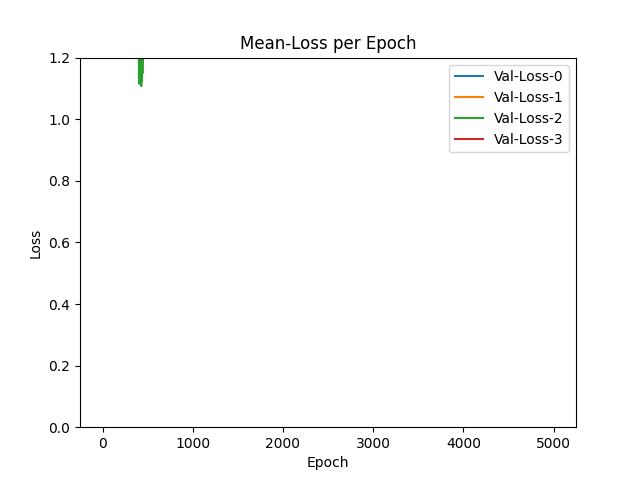 Mean-Loss per Epoch
1.2
1.0
0.8
0.6
0.4
0.2
0.0
Loss
Val-Loss-0
Val-Loss-1
Val-Loss-2
Val-Loss-3
0 1000 2000 3000 4000 5000
Epoch